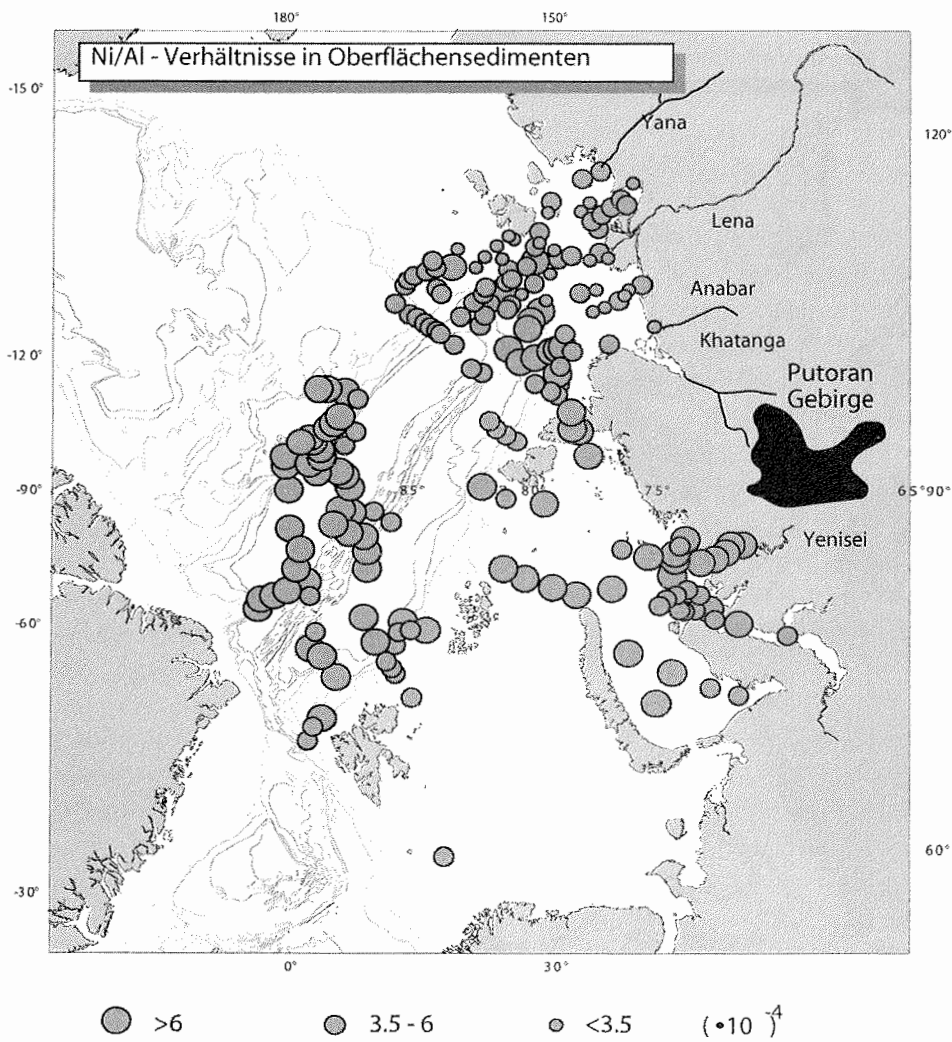 180° 150°
Ni/Al - Verhältnisse in Oberflächensedimenten
-15 0°
120°
Yana
Lena
Anabar
Khatanga
-12 0°
Putoran
Gebirge
-90° 85° 80° 75° 65° 90°
Yenisei
-60°
60°
-30°
0° 30°
>6 3.5 - 6 <3.5 (•10⁻⁴)